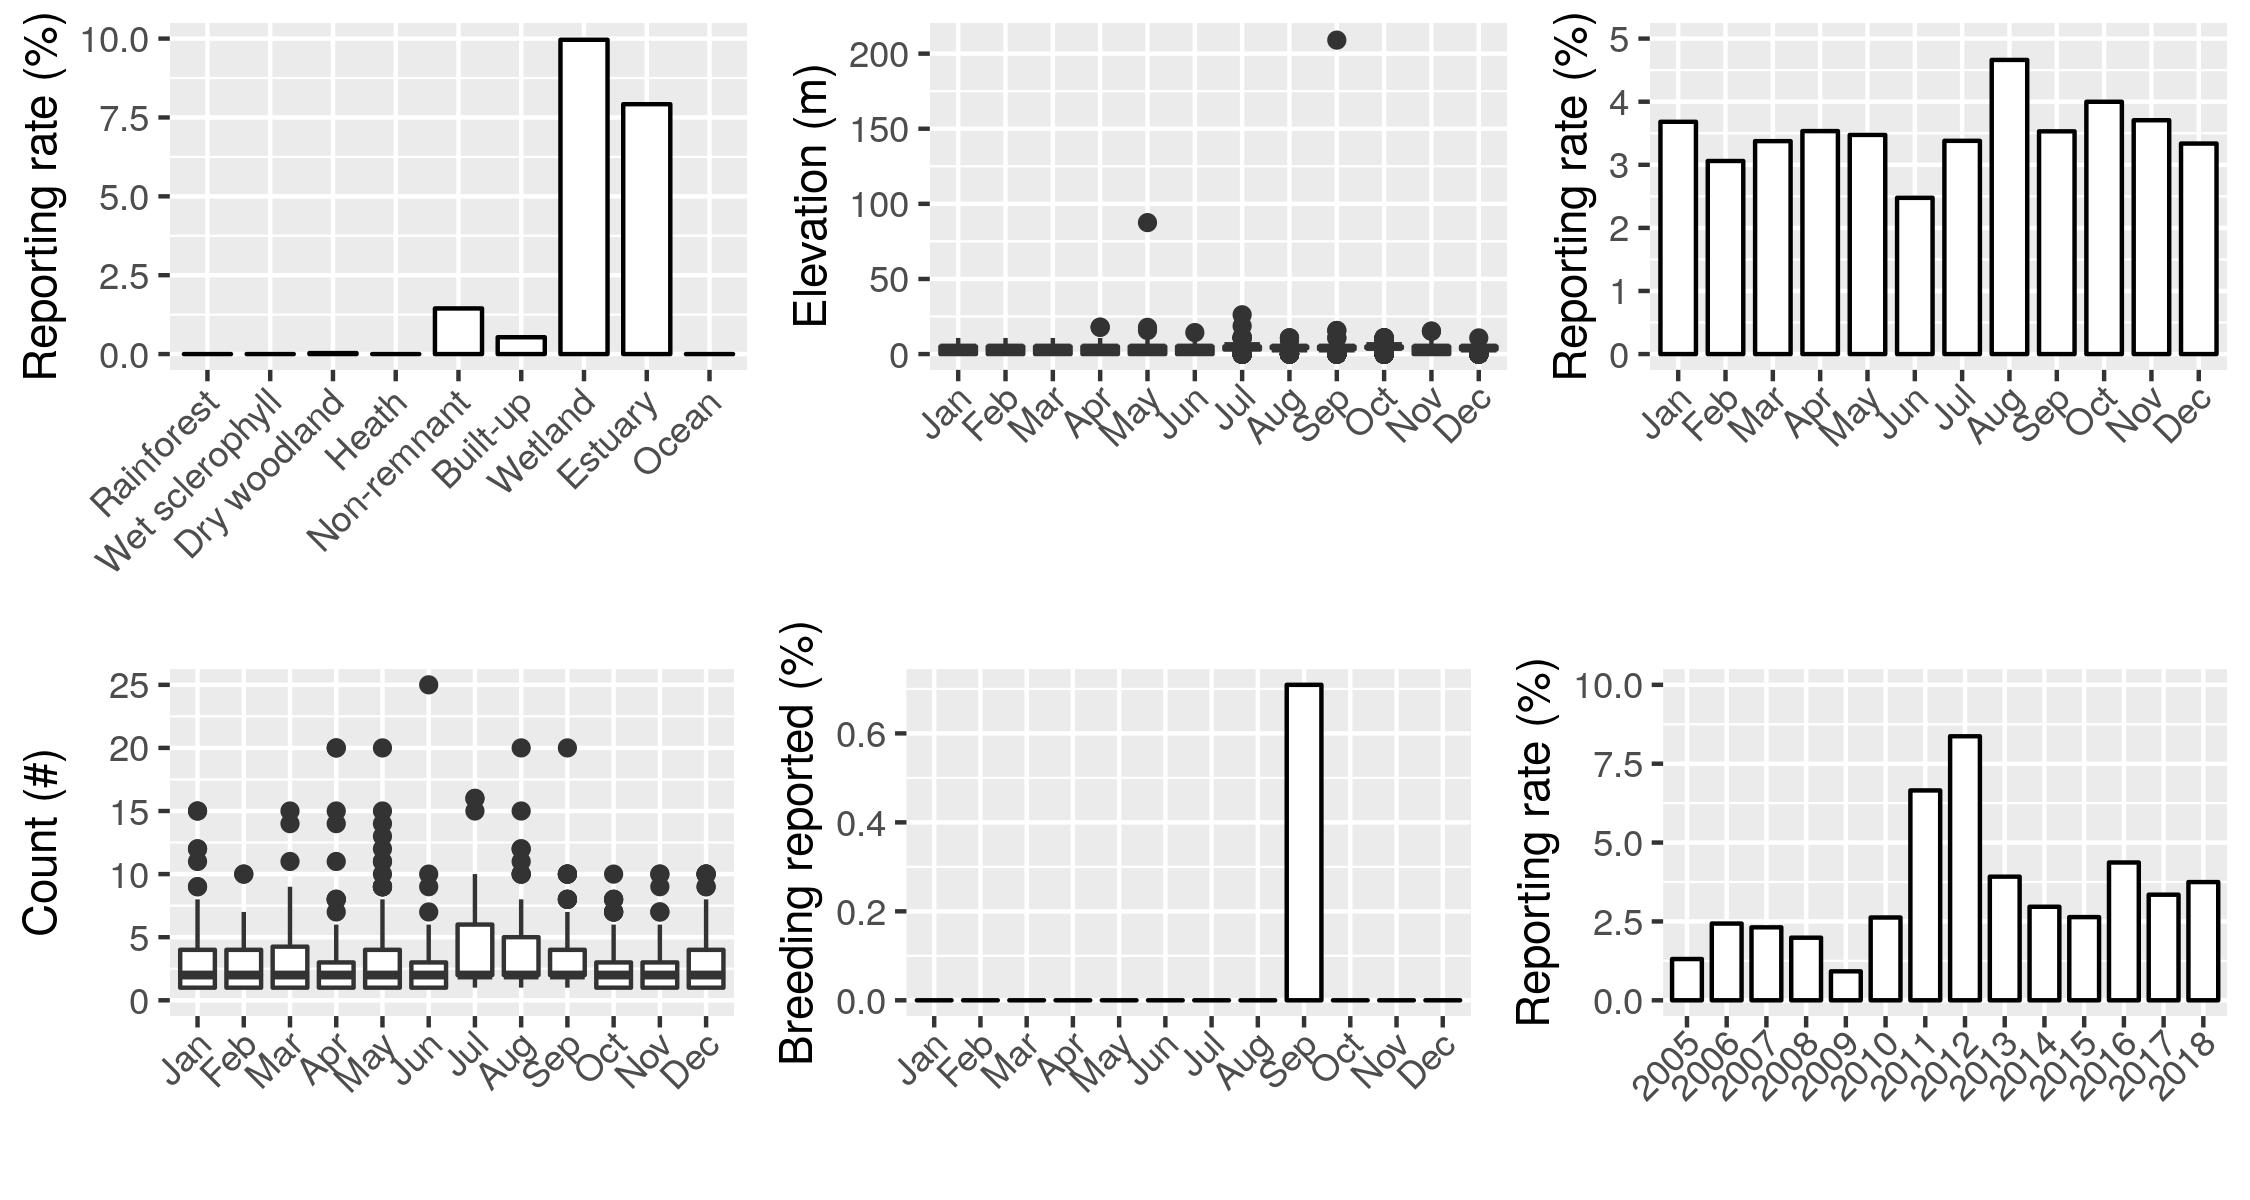 Reporting rate (%)
10.0
7.5
5.0
2.5
0.0
Rainforest
Wet sclerophyll
Dry woodland
Heath
Non-remnant
Built-up
Wetland
Estuary
Ocean
Elevation (m)
200
150
100
50
0
Jan
Feb
Mar
Apr
May
Jun
Jul
Aug
Sep
Oct
Nov
Dec
Reporting rate (%)
5
4
3
2
1
0
Jan
Feb
Mar
Apr
May
Jun
Jul
Aug
Sep
Oct
Nov
Dec
Count (#)
25
20
15
10
5
0
Jan
Feb
Mar
Apr
May
Jun
Jul
Aug
Sep
Oct
Nov
Dec
Breeding reported (%)
0.6
0.4
0.2
0.0
Jan
Feb
Mar
Apr
May
Jun
Jul
Aug
Sep
Oct
Nov
Dec
Reporting rate (%)
10.0
7.5
5.0
2.5
0.0
2005
2006
2007
2008
2009
2010
2011
2012
2013
2014
2015
2016
2017
2018